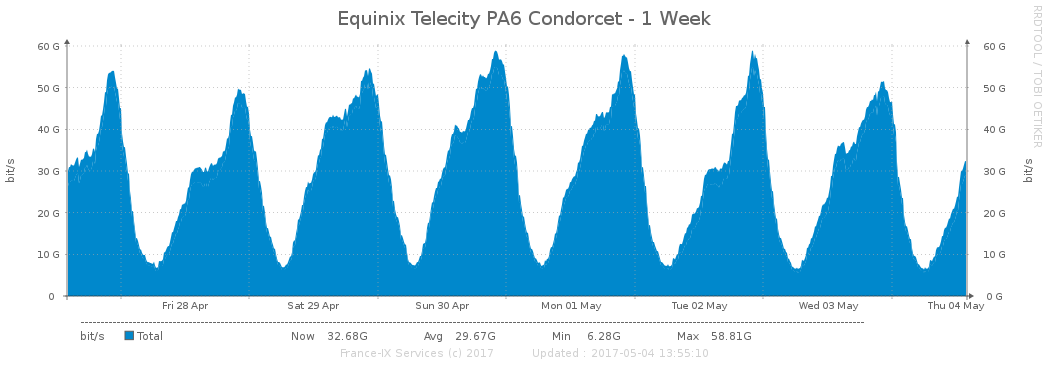 Equinix Telecity PA6 Condorcet - 1 Week
RRDTOOL / TOBI OETIKER
60 G 60 G
50 G 50 G
40 G 40 G
30 G 30 G
20 G 20 G
10 G 10 G
0 0 G
bit/s
bit/s
Fri 28 Apr Sat 29 Apr Sun 30 Apr Mon 01 May Tue 02 May Wed 03 May Thu 04 May
bit/s Total Now 32.68G Avg 29.67G Min 6.28G Max 58.81G
France-IX Services (c) 2017 Updated : 2017-05-04 13:55:10